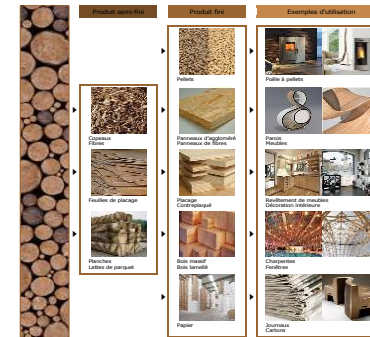 Produit semi-fini
Produit fini
Exemples d'utilisation
Pellets
Poêle à pellets
Copeaux
Fibres
Panneaux d'aggloméré
Panneaux de fibres
Parois
Meubles
Feuilles de placage
Placage
Contreplaqué
Revêtement de meubles
Décoration intérieure
Planches
Lattes de parquet
Bois massif
Bois lamellé
Charpentes
Fenêtres
Papier
Journaux
Cartons